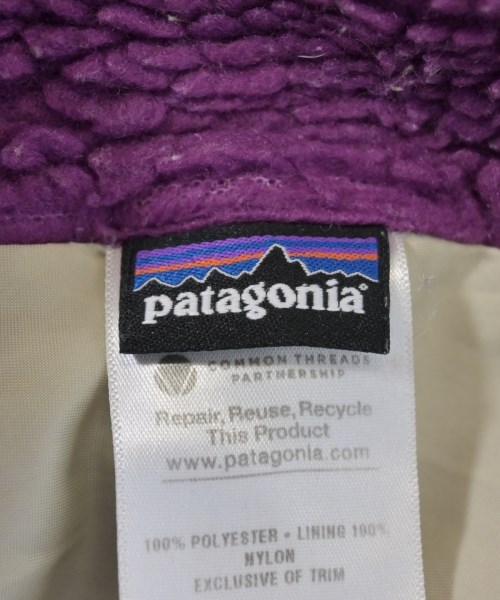 patagonia®
COMMON THREADS
PARTNERSHIP
Repair, Reuse, Recycle
This Product
www.patagonia.com
100% POLYESTER • LINING 100%
NYLON
EXCLUSIVE OF TRIM